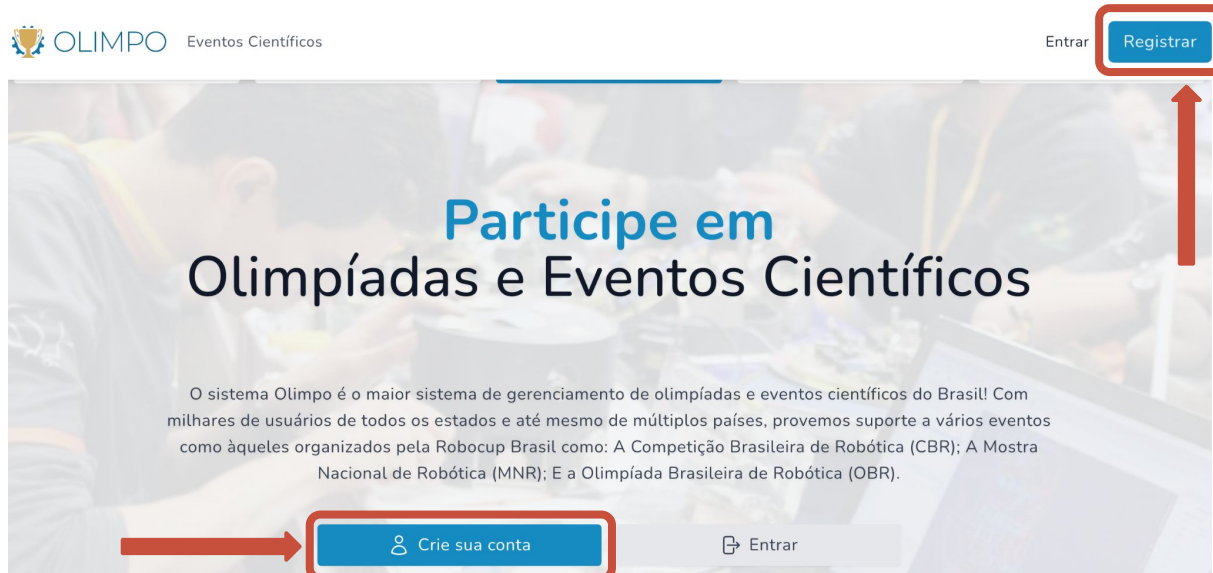 OLIMPO Eventos Científicos Entrar Registrar
Participe em
Olimpíadas e Eventos Científicos
O sistema Olimpo é o maior sistema de gerenciamento de olimpíadas e eventos científicos do Brasil! Com
milhares de usuários de todos os estados e até mesmo de múltiplos países, provemos suporte a vários eventos
como àqueles organizados pela Robocup Brasil como: A Competição Brasileira de Robótica (CBR); A Mostra
Nacional de Robótica (MNR); E a Olimpíada Brasileira de Robótica (OBR).
Crie sua conta Entrar